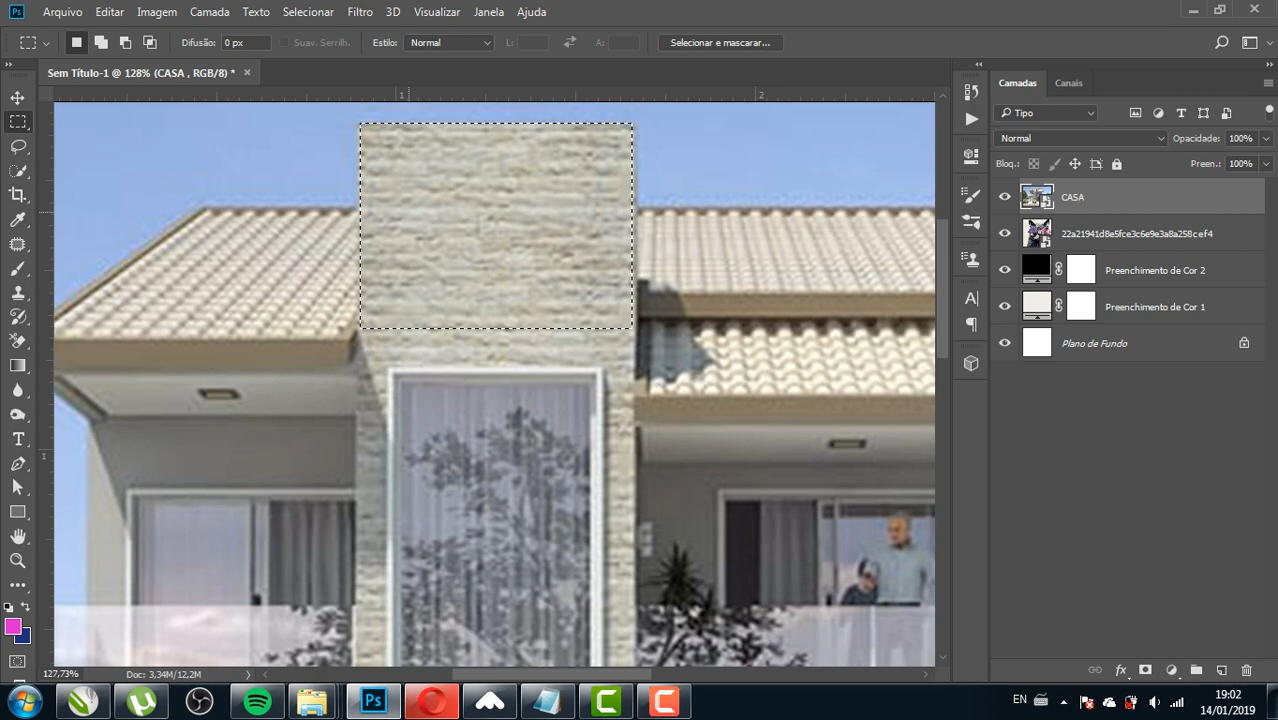 Ps Arquivo Editar Imagem Camada Texto Selecionar Filtro 3D Visualizar Janela Ajuda
Difusão: 0 px Suav. Serrilh. Estilo: Normal L: A: Selecionar e mascarar...
Sem Título-1 @ 128% (CASA , RGB/8) * ×
1 2
Camadas Canais
Tipo
Normal Opacidade: 100%
Bloq.: Preen.: 100%
CASA
22a21941d8e5fce3c6e9e3a8a258cef4
Preenchimento de Cor 2
Preenchimento de Cor 1
Plano de Fundo
1
127,73% Doc: 3,34M/12,2M
Ps C C EN 19:02
14/01/2019